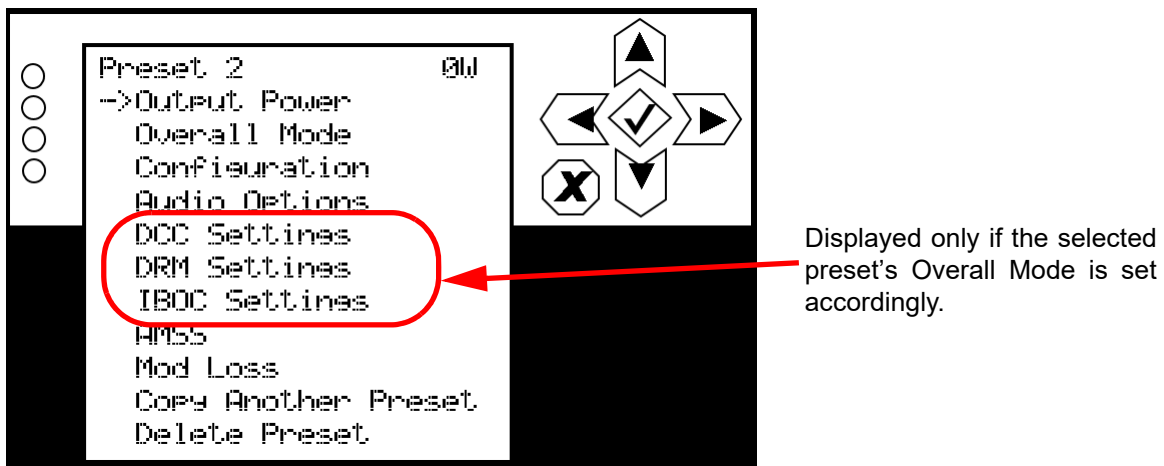 Preset 2 0W
->Output Power
Overall Mode
Configuration
Audio Options
DCC Settings
DRM Settings
IBOC Settings
AMSS
Mod Loss
Copy Another Preset
Delete Preset
X
Displayed only if the selected
preset's Overall Mode is set
accordingly.